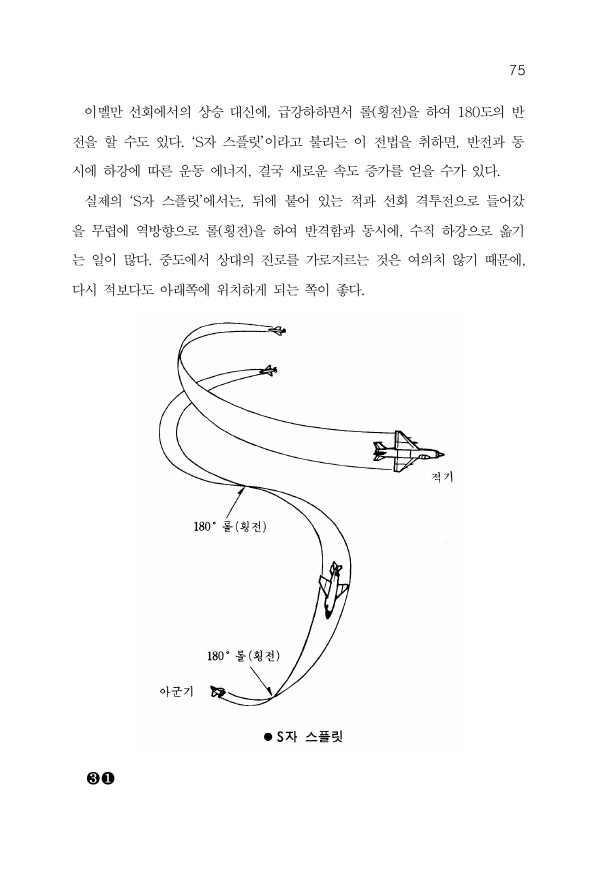 75
이멜만 선회에서의 상승 대신에, 급강하하면서 롤(횡전)을 하여 180도의 반
전을 할 수도 있다. ‘S자 스플릿’이라고 불리는 이 전법을 취하면, 반전과 동
시에 하강에 따른 운동 에너지, 결국 새로운 속도 증가를 얻을 수가 있다.
실제의 ‘S자 스플릿’에서는, 뒤에 붙어 있는 적과 선회 격투전으로 들어갔
을 무렵에 역방향으로 롤(횡전)을 하여 반격함과 동시에, 수직 하강으로 옮기
는 일이 많다. 중도에서 상대의 진로를 가로지르는 것은 여의치 않기 때문에,
다시 적보다도 아래쪽에 위치하게 되는 쪽이 좋다.
적기
180° 롤(횡전)
180° 롤(횡전)
아군기
● S자 스플릿
❸❶